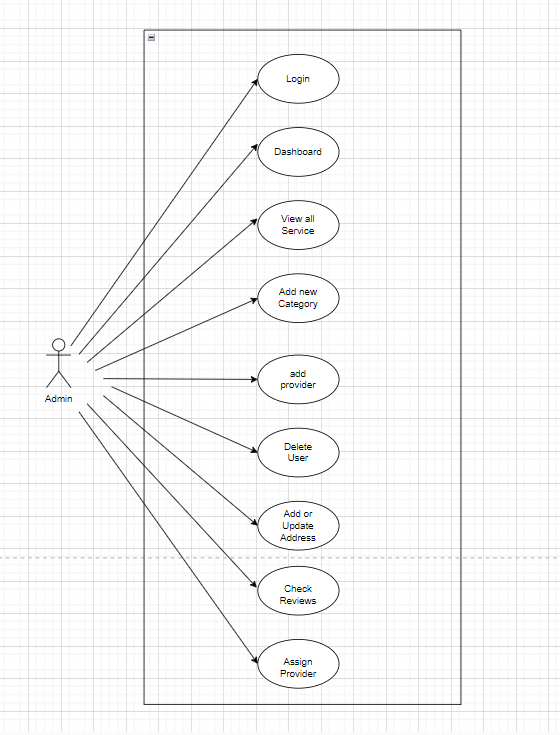 Login
Dashboard
View all
Service
Add new
Category
add
provider
Admin
Delete
User
Add or
Update
Address
Check
Reviews
Assign
Provider